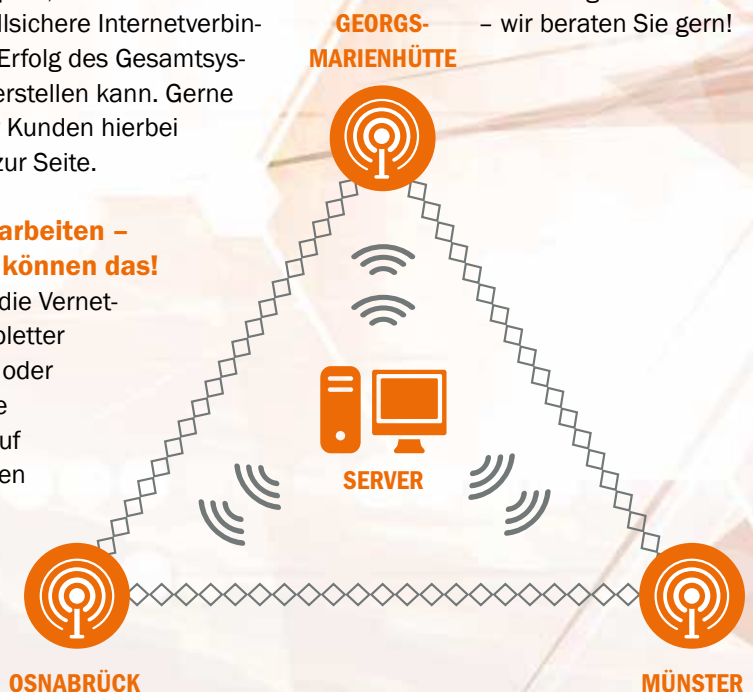 llsichere Internetverbin-
Erfolg des Gesamtsys-
erstellen kann. Gerne
Kunden hierbei
zur Seite.
arbeiten –
können das!
die Vernet-
oder
uf
en
GEORGS-
MARIENHÜTTE
– wir beraten Sie gern!
SERVER
OSNABRÜCK
MÜNSTER